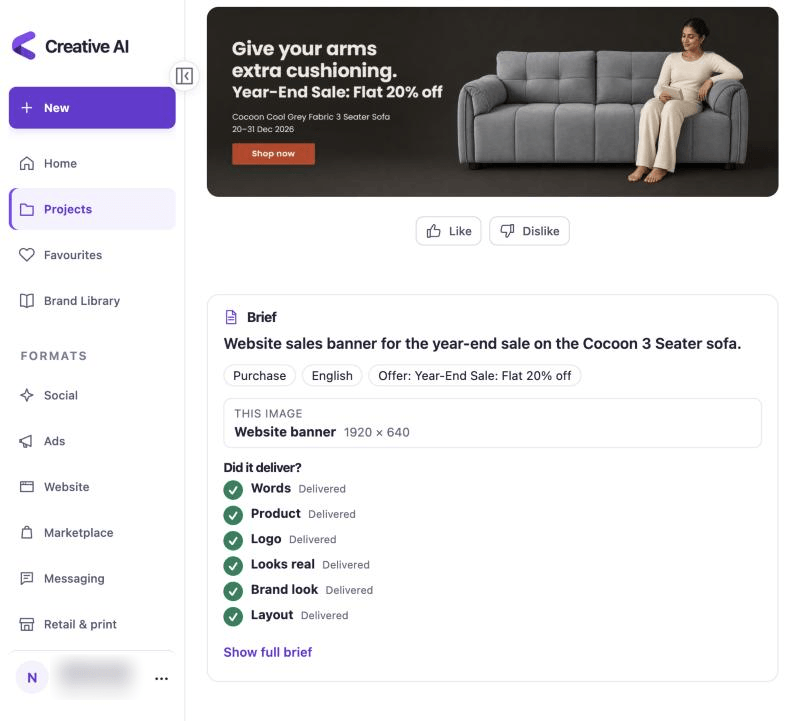 Creative AI
New
Home
Projects
Favourites
Brand Library
FORMATS
Social
Ads
Website
Marketplace
Messaging
Retail & print
N
Give your arms
extra cushioning.
Year-End Sale: Flat 20% off
Cocoon Cool Grey Fabric 3 Seater Sofa
20–31 Dec 2026
Shop now
Like
Dislike
Brief
Website sales banner for the year-end sale on the Cocoon 3 Seater sofa.
Purchase
English
Offer: Year-End Sale: Flat 20% off
THIS IMAGE
Website banner 1920 × 640
Did it deliver?
Words Delivered
Product Delivered
Logo Delivered
Looks real Delivered
Brand look Delivered
Layout Delivered
Show full brief